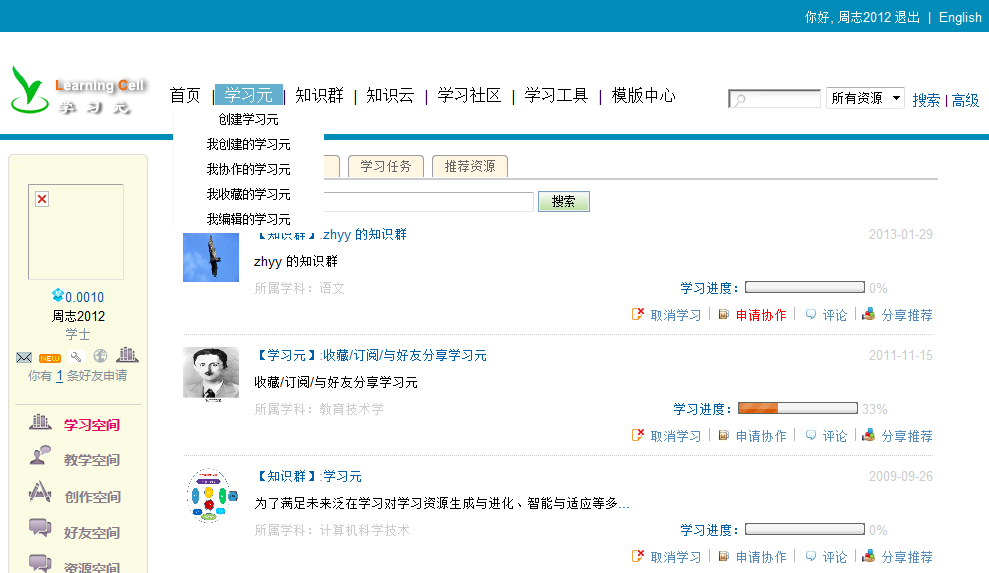 你好, 周志2012 退出 | English
Learning Cell
学习元
首页 | 学习元 | 知识群 | 知识云 | 学习社区 | 学习工具 | 模版中心
所有资源 搜索 | 高级
创建学习元
我创建的学习元
我协作的学习元
我收藏的学习元
我编辑的学习元
学习任务 推荐资源
搜索
【知识群】:zhyy 的知识群 2013-01-29
zhyy 的知识群
所属学科：语文 学习进度： 0%
取消学习 | 申请协作 | 评论 | 分享推荐
【学习元】:收藏/订阅/与好友分享学习元 2011-11-15
收藏/订阅/与好友分享学习元
所属学科：教育技术学 学习进度： 33%
取消学习 | 申请协作 | 评论 | 分享推荐
【知识群】:学习元 2009-09-26
为了满足未来泛在学习对学习资源生成与进化、智能与适应等多...
所属学科：计算机科学技术 学习进度： 0%
取消学习 | 申请协作 | 评论 | 分享推荐
0.0010
周志2012
学士
NEW
你有 1 条好友申请
学习空间
教学空间
创作空间
好友空间
资源空间